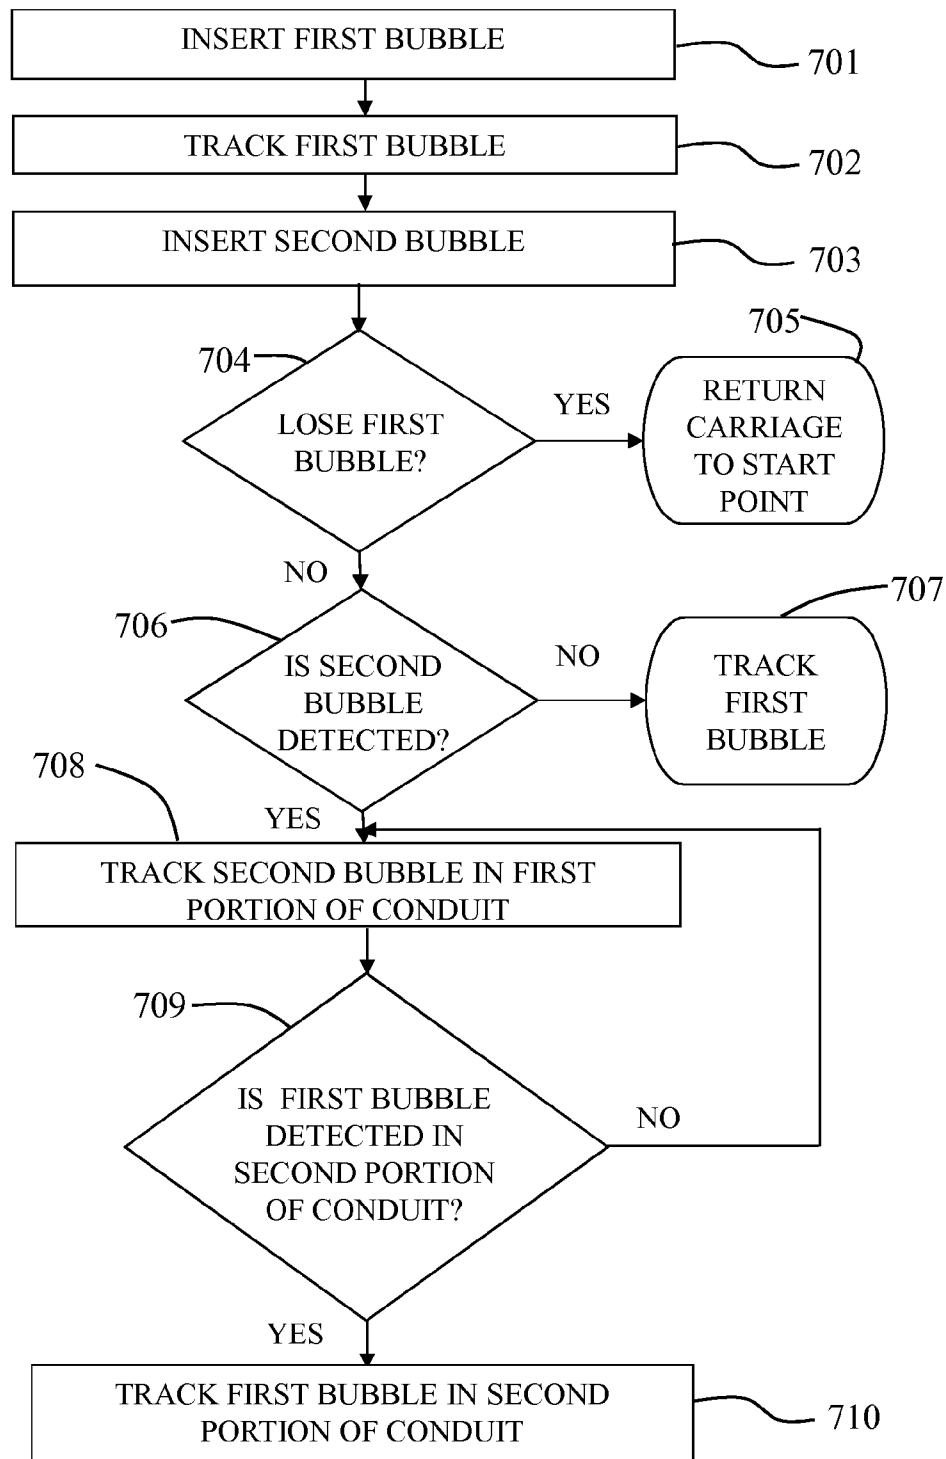 INSERT FIRST BUBBLE
701
TRACK FIRST BUBBLE
702
INSERT SECOND BUBBLE
703
704
LOSE FIRST
BUBBLE?
YES
705
RETURN
CARRIAGE
TO START
POINT
NO
706
IS SECOND
BUBBLE
DETECTED?
NO
707
TRACK
FIRST
BUBBLE
YES
708
TRACK SECOND BUBBLE IN FIRST
PORTION OF CONDUIT
709
IS FIRST BUBBLE
DETECTED IN
SECOND PORTION
OF CONDUIT?
NO
YES
TRACK FIRST BUBBLE IN SECOND
PORTION OF CONDUIT
710